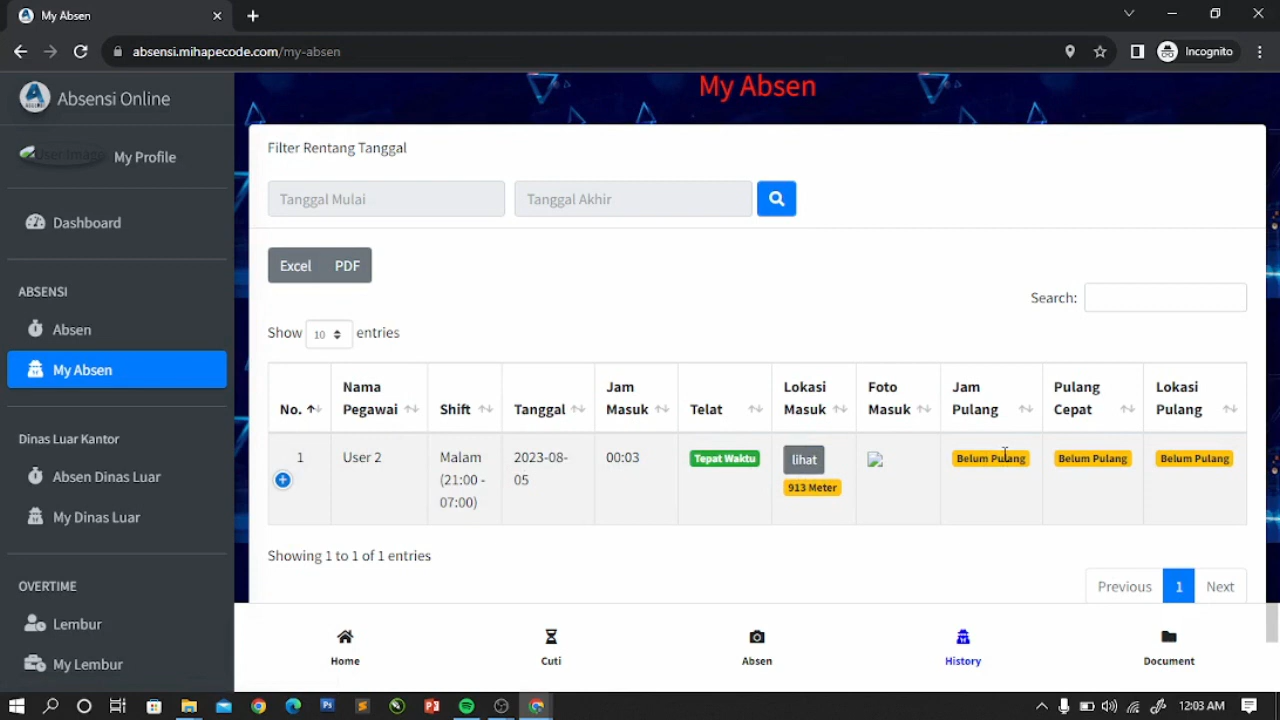 My Absen
absensi.mihapecode.com/my-absen
Incognito
Absensi Online
User Image
My Profile
Dashboard
ABSENSI
Absen
My Absen
Dinas Luar Kantor
Absen Dinas Luar
My Dinas Luar
OVERTIME
Lembur
My Lembur
My Absen
Filter Rentang Tanggal
Tanggal Mulai
Tanggal Akhir
Excel PDF
Search:
Show 10 entries
No. Nama Pegawai Shift Tanggal Jam Masuk Telat Lokasi Masuk Foto Masuk Jam Pulang Pulang Cepat Lokasi Pulang
1 User 2 Malam 2023-08- 00:03 Tepat Waktu lihat Belum Pulang Belum Pulang Belum Pulang
(21:00 - 05 913 Meter
07:00)
Showing 1 to 1 of 1 entries
Previous 1 Next
Home Cuti Absen History Document
12:03 AM